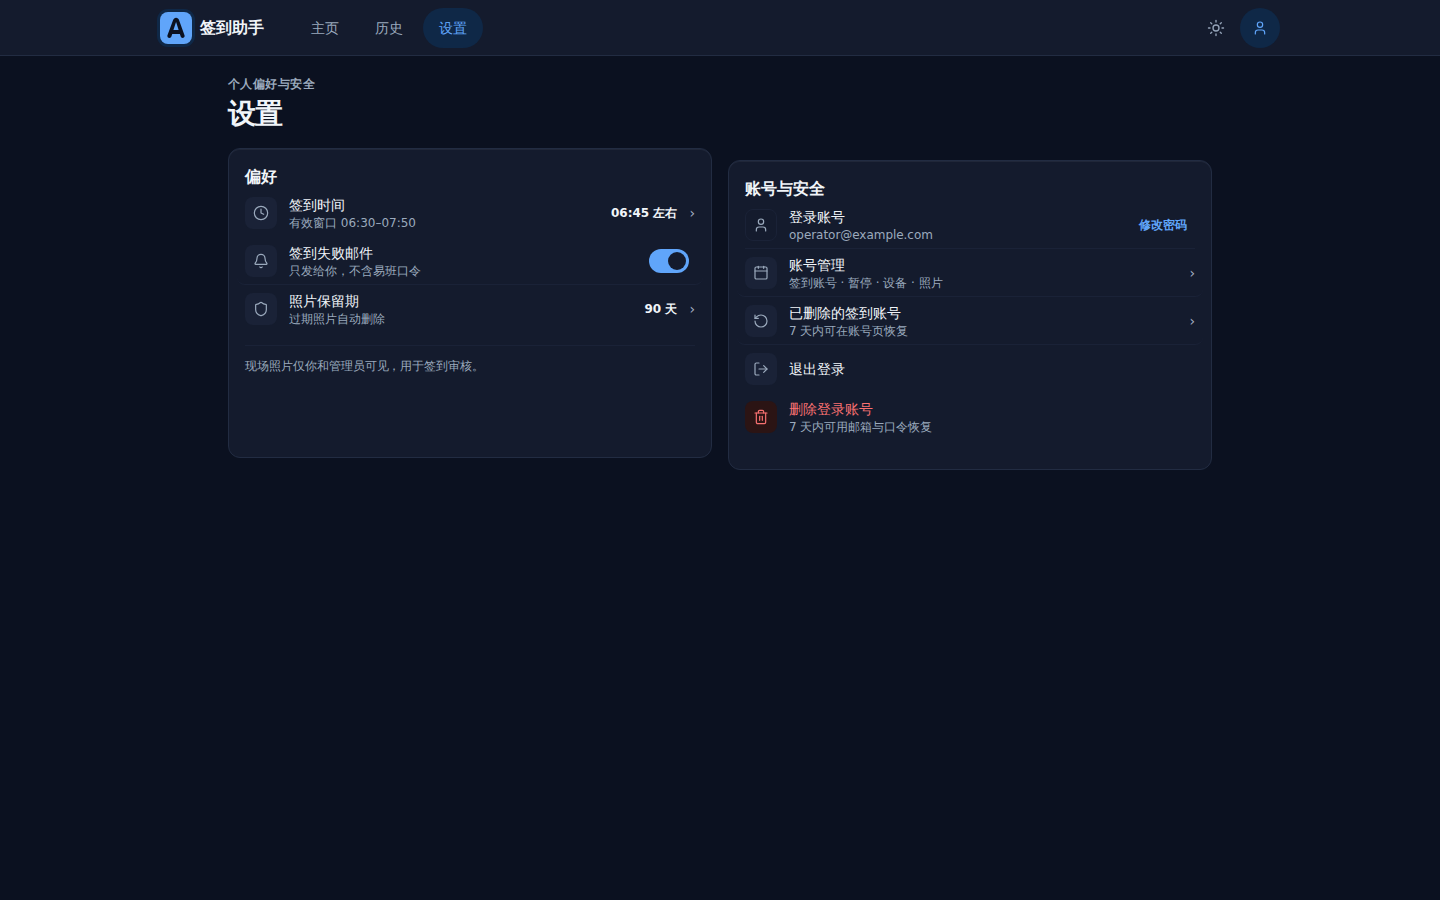 A 签到助手 主页 历史 设置
个人偏好与安全
设置
偏好
签到时间
有效窗口 06:30–07:50
06:45 左右 ›
签到失败邮件
只发给你，不含易班口令
照片保留期
过期照片自动删除
90 天 ›
现场照片仅你和管理员可见，用于签到审核。
账号与安全
登录账号
operator@example.com
修改密码
账号管理
签到账号 · 暂停 · 设备 · 照片
›
已删除的签到账号
7 天内可在账号页恢复
›
退出登录
删除登录账号
7 天内可用邮箱与口令恢复